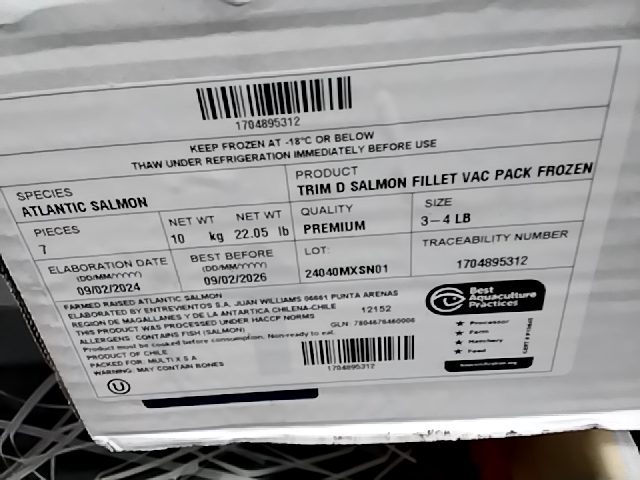 1704895312
KEEP FROZEN AT -18°C OR BELOW
THAW UNDER REFRIGERATION IMMEDIATELY BEFORE USE
SPECIES
ATLANTIC SALMON
PRODUCT
TRIM D SALMON FILLET VAC PACK FROZEN
PIECES
7
NET WT NET WT
10 kg 22.05 lb
QUALITY
PREMIUM
SIZE
3-4 LB
ELABORATION DATE
(DD/MM/YYYY)
09/02/2024
BEST BEFORE
(DD/MM/YYYY)
09/02/2026
LOT:
24040MXSN01
TRACEABILITY NUMBER
1704895312
FARMED RAISED ATLANTIC SALMON
ELABORATED BY ENTREVIENTOS S.A. JUAN WILLIAMS 06661 PUNTA ARENAS
REGION DE MAGALLANES Y DE LA ANTARTICA CHILENA-CHILE 12152
THIS PRODUCT WAS PROCESSED UNDER HACCP NORMS
ALLERGENS: CONTAINS FISH (SALMON) GLN: 7804676460006
Product must be cooked before consumption. Non-ready to eat.
PRODUCT OF CHILE
PACKED FOR: MULTI X S.A
WARNING: MAY CONTAIN BONES
1704895312
U
Best
Aquaculture
Practices
★ Processor
★ Farm
★ Hatchery
★ Feed